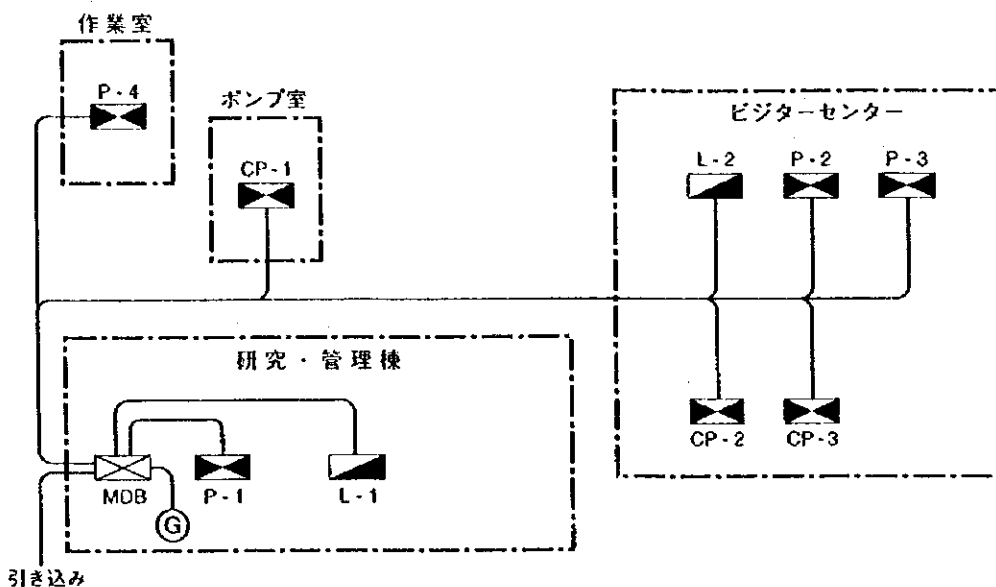 作業室
P-4
ポンプ室
CP-1
ビジターセンター
L-2 P-2 P-3
CP-2 CP-3
研究・管理棟
MDB P-1 L-1
G
引き込み